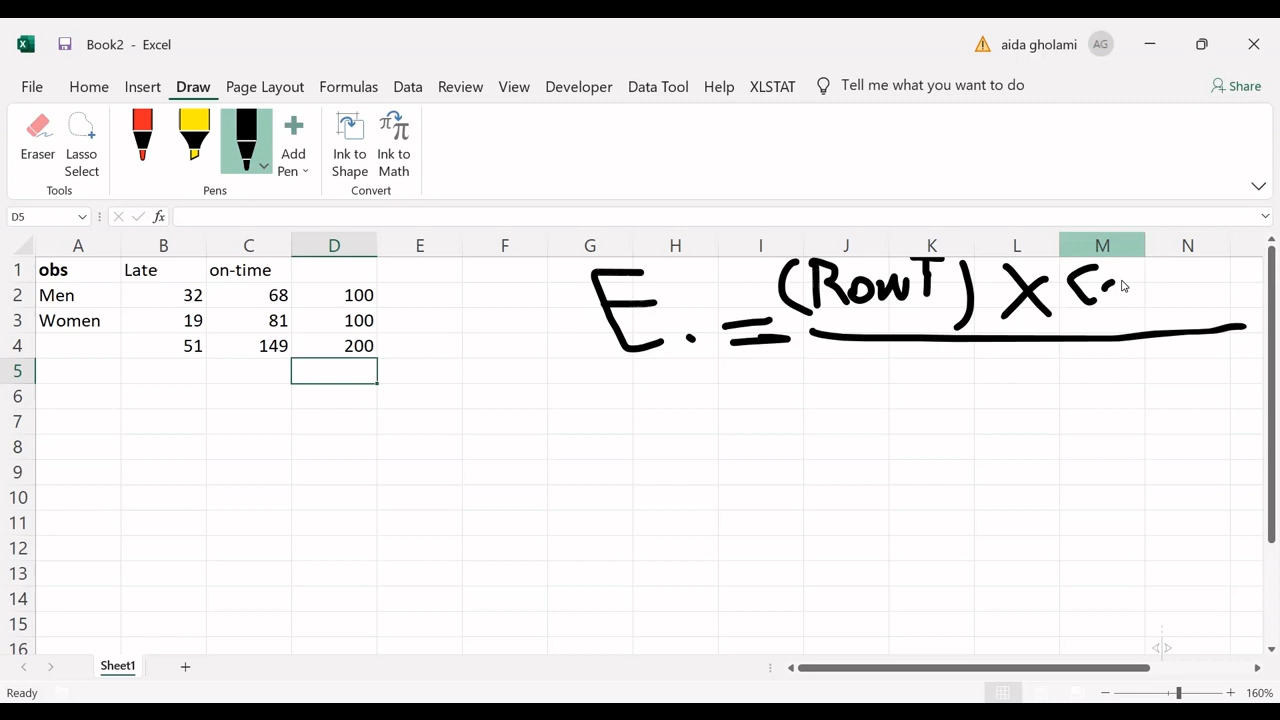 Book2 - Excel
aida gholami AG
File Home Insert Draw Page Layout Formulas Data Review View Developer Data Tool Help XLSTAT Tell me what you want to do Share
Eraser Lasso Select
Add Pen
Ink to Shape Ink to Math
Tools Pens Convert
D5 fx
A B C D E F G H I J K L M N
1 obs Late on-time
2 Men 32 68 100
3 Women 19 81 100
4 51 149 200
5
6
7
8
9
10
11
12
13
14
15
16
E. = (Row T) X
Sheet1
Ready 160%